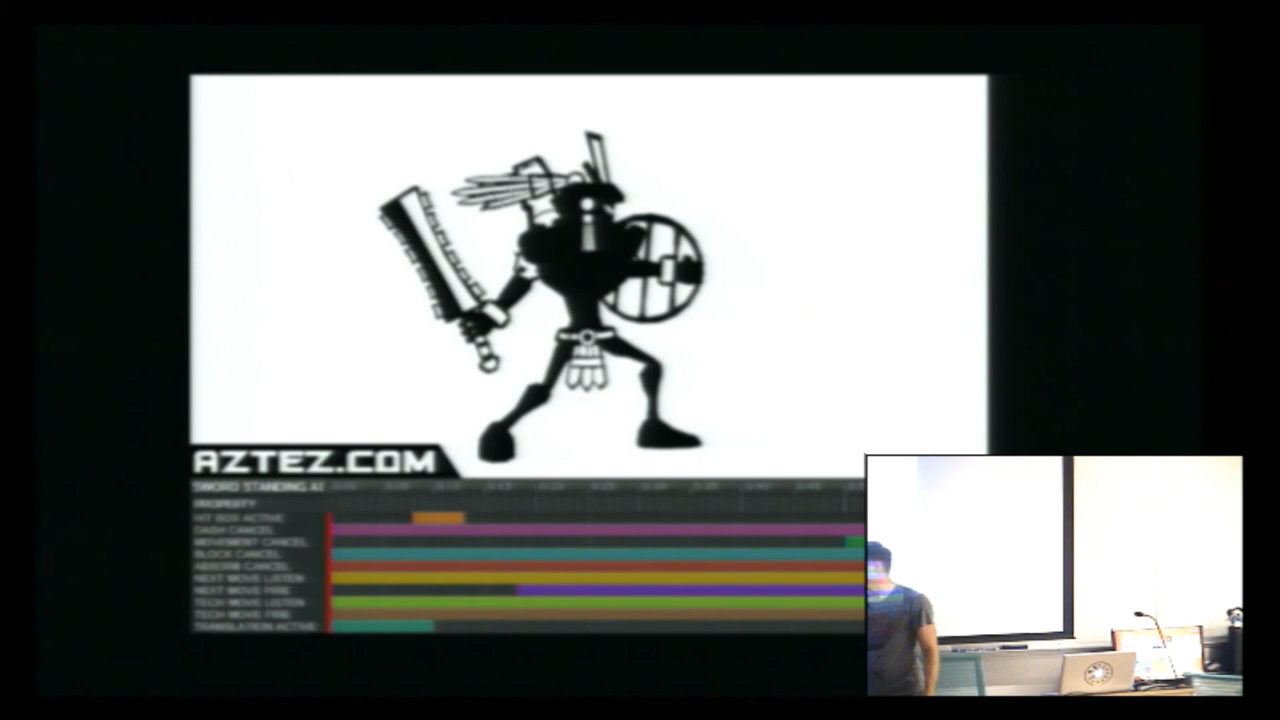 AZTEZ.COM
SWORD STANDING A1
PROPERTY
HIT BOX ACTIVE
DASH CANCEL
MOVEMENT CANCEL
BLOCK CANCEL
ABSORB CANCEL
NEXT MOVE LISTEN
NEXT MOVE FIRE
TECH MOVE LISTEN
TECH MOVE FIRE
TRANSLATION ACTIVE